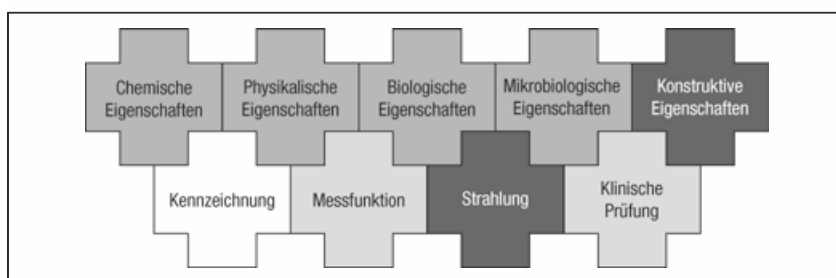 Chemische
Eigenschaften
Physikalische
Eigenschaften
Biologische
Eigenschaften
Mikrobiologische
Eigenschaften
Konstruktive
Eigenschaften
Kennzeichnung
Messfunktion
Strahlung
Klinische
Prüfung